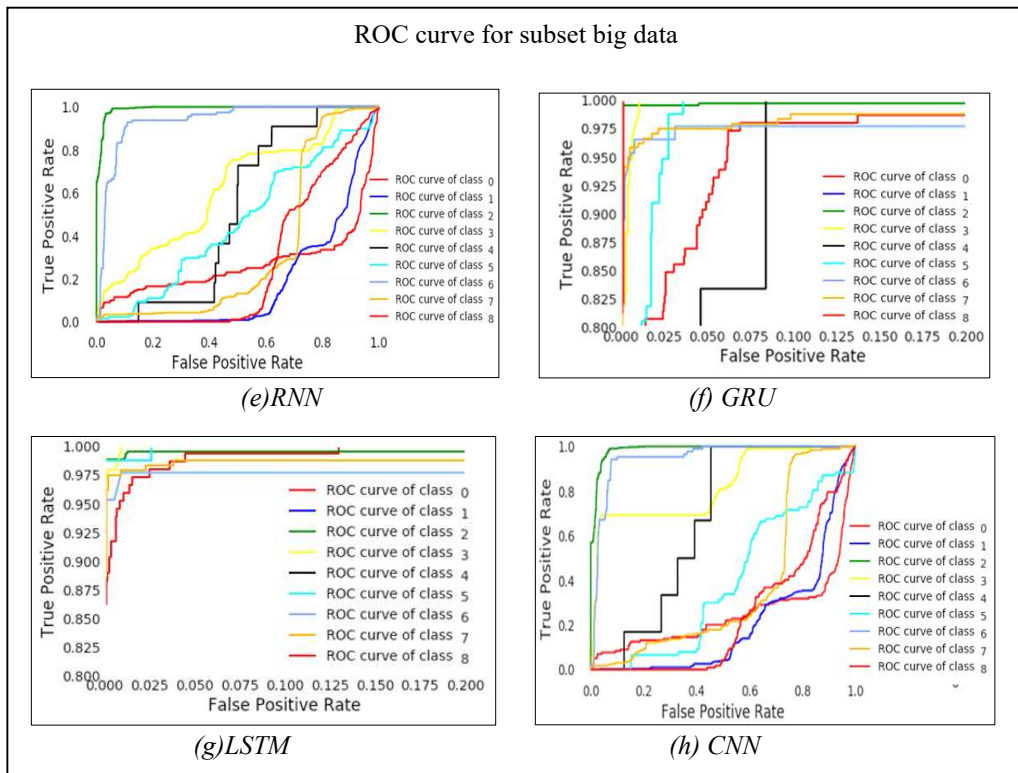 ROC curve for subset big data
1.0
0.8
0.6
0.4
0.2
0.0
True Positive Rate
0.0 0.2 0.4 0.6 0.8 1.0
False Positive Rate
ROC curve of class 0
ROC curve of class 1
ROC curve of class 2
ROC curve of class 3
ROC curve of class 4
ROC curve of class 5
ROC curve of class 6
ROC curve of class 7
ROC curve of class 8
(e)RNN
1.000
0.975
0.950
0.925
0.900
0.875
0.850
0.825
0.800
True Positive Rate
0.000 0.025 0.050 0.075 0.100 0.125 0.150 0.175 0.200
False Positive Rate
ROC curve of class 0
ROC curve of class 1
ROC curve of class 2
ROC curve of class 3
ROC curve of class 4
ROC curve of class 5
ROC curve of class 6
ROC curve of class 7
ROC curve of class 8
(f) GRU
1.000
0.975
0.950
0.925
0.900
0.875
0.850
0.825
0.800
True Positive Rate
0.000 0.025 0.050 0.075 0.100 0.125 0.150 0.175 0.200
False Positive Rate
ROC curve of class 0
ROC curve of class 1
ROC curve of class 2
ROC curve of class 3
ROC curve of class 4
ROC curve of class 5
ROC curve of class 6
ROC curve of class 7
ROC curve of class 8
(g)LSTM
1.0
0.8
0.6
0.4
0.2
0.0
True Positive Rate
0.0 0.2 0.4 0.6 0.8 1.0
False Positive Rate
ROC curve of class 0
ROC curve of class 1
ROC curve of class 2
ROC curve of class 3
ROC curve of class 4
ROC curve of class 5
ROC curve of class 6
ROC curve of class 7
ROC curve of class 8
(h) CNN